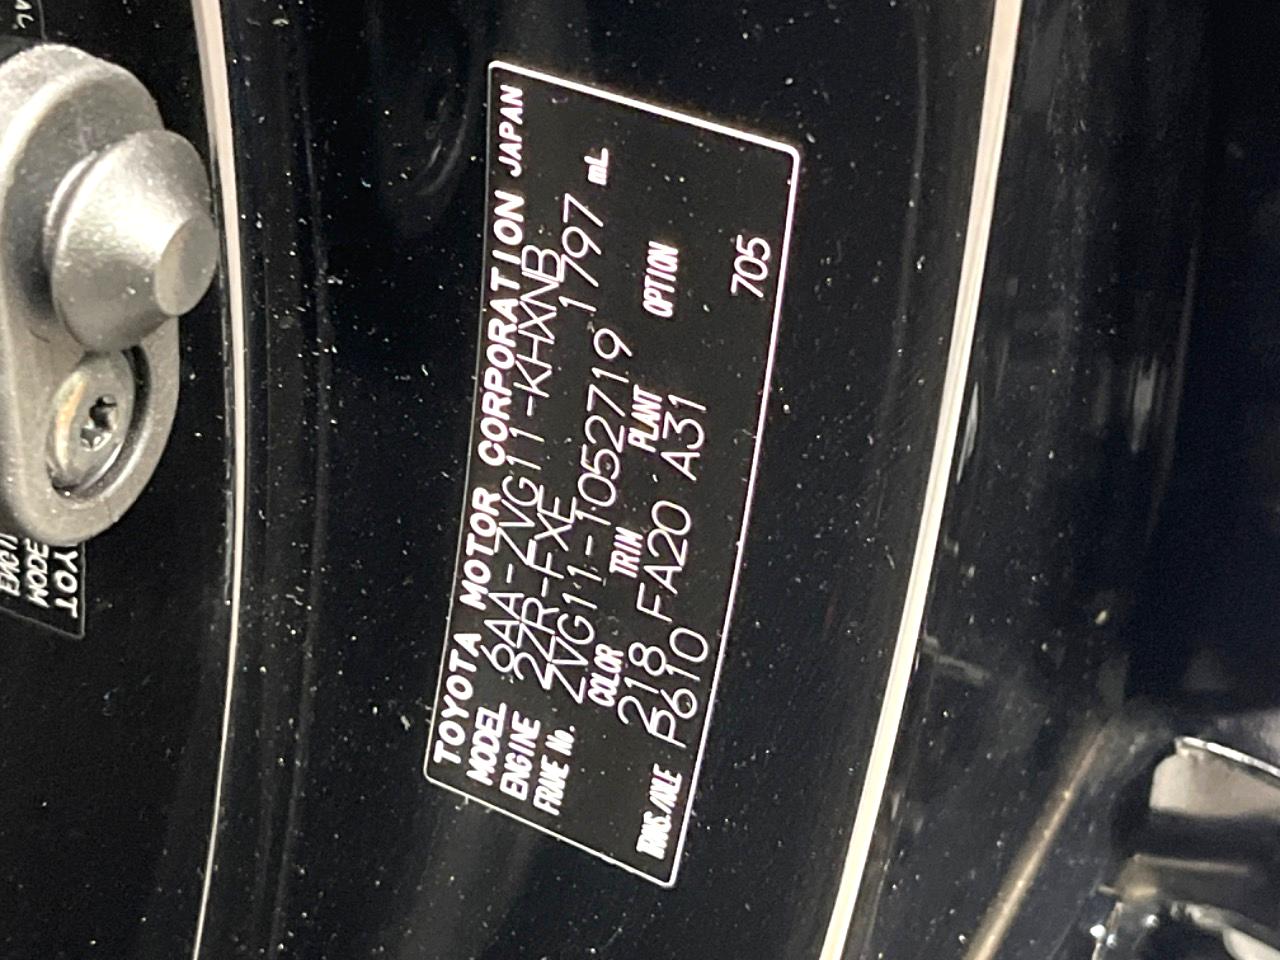 TOYOTA MOTOR CORPORATION JAPAN
MODEL 6AA-ZVG11-KHXNB
ENGINE 2ZR-FXE 1797 mL
FRAME No. ZVG11-1052719
COLOR TRIM PLANT OPTION
218 FA20 A31
TRANS./AXLE P610 705